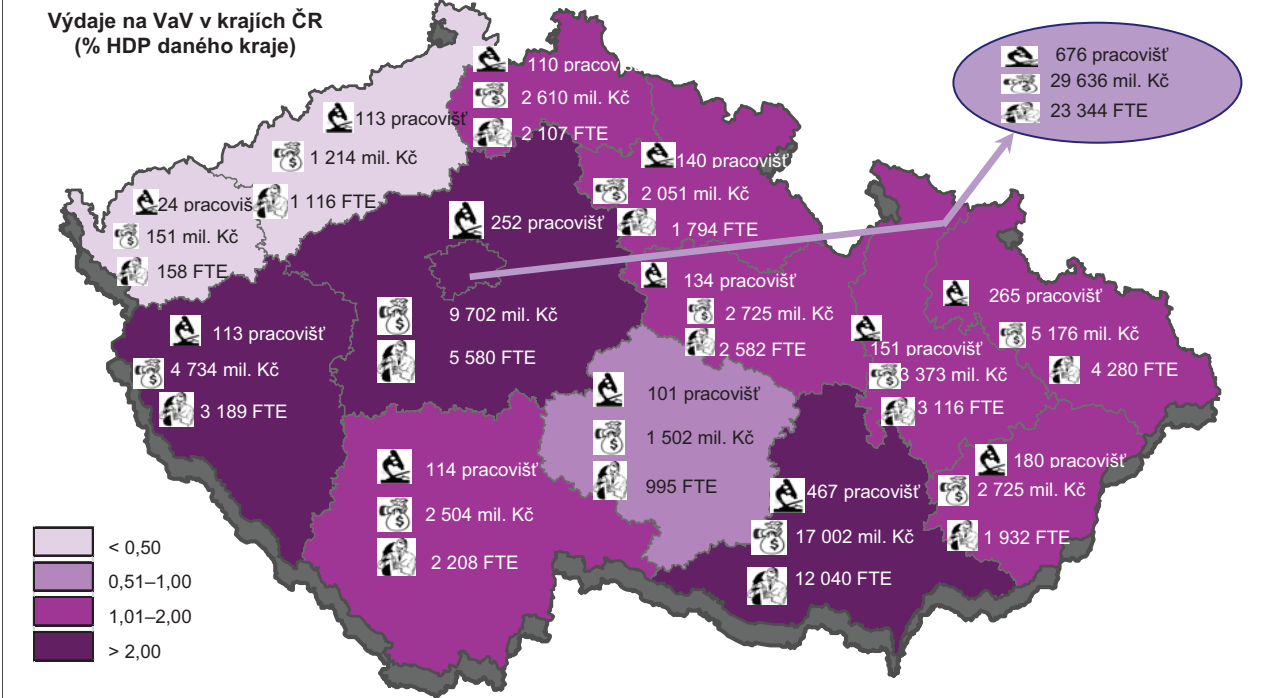 Výdaje na VaV v krajích ČR
(% HDP daného kraje)
676 pracovišť
29 636 mil. Kč
23 344 FTE
110 pracovišť
2 610 mil. Kč
2 107 FTE
113 pracovišť
1 214 mil. Kč
1 116 FTE
140 pracovišť
2 051 mil. Kč
1 794 FTE
24 pracovišť
151 mil. Kč
158 FTE
252 pracovišť
9 702 mil. Kč
5 580 FTE
134 pracovišť
2 725 mil. Kč
2 582 FTE
265 pracovišť
5 176 mil. Kč
4 280 FTE
113 pracovišť
4 734 mil. Kč
3 189 FTE
151 pracovišť
3 373 mil. Kč
3 116 FTE
101 pracovišť
1 502 mil. Kč
995 FTE
114 pracovišť
2 504 mil. Kč
2 208 FTE
180 pracovišť
2 725 mil. Kč
1 932 FTE
467 pracovišť
17 002 mil. Kč
12 040 FTE
< 0,50
0,51–1,00
1,01–2,00
> 2,00